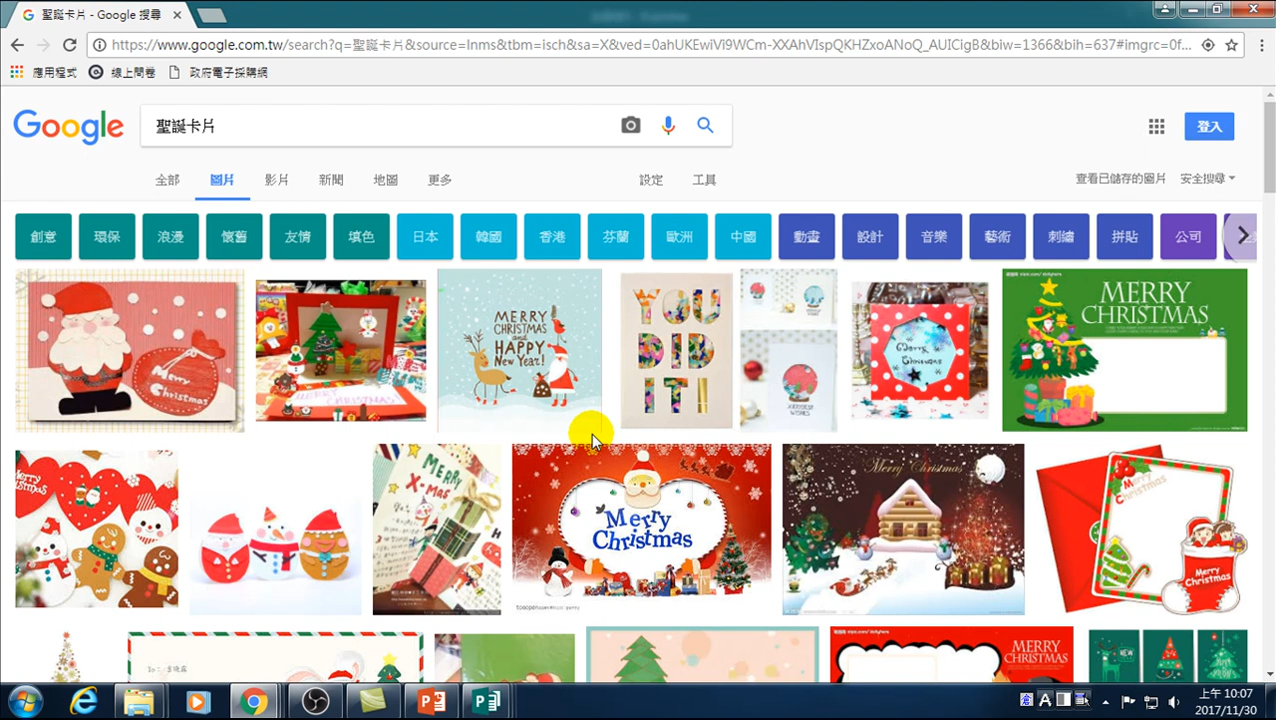 聖誕卡片 - Google 搜尋
https://www.google.com.tw/search?q=聖誕卡片&source=lnms&tbm=isch&sa=X&ved=0ahUKEwiVi9WCm-XXAhVIspQKHZxoANoQ_AUICigB&biw=1366&bih=637#imgrc=0f...
應用程式 線上問卷 政府電子採購網
Google 聖誕卡片 登入
全部 圖片 影片 新聞 地圖 更多 設定 工具 查看已儲存的圖片 安全搜尋
創意 環保 浪漫 懷舊 友情 填色 日本 韓國 香港 芬蘭 歐洲 中國 動畫 設計 音樂 藝術 刺繡 拼貼 公司
Merry
Christmas
MERRY
CHRISTMAS
and
HAPPY
New Year!
YOU
DID
IT!
Merry
Christmas
MERRY
CHRISTMAS
MERRY
X-Mas
Merry
Christmas
Merry Christmas
Merry
Christmas
Merry
Christmas
MERRY
CHRISTMAS
上午 10:07
2017/11/30